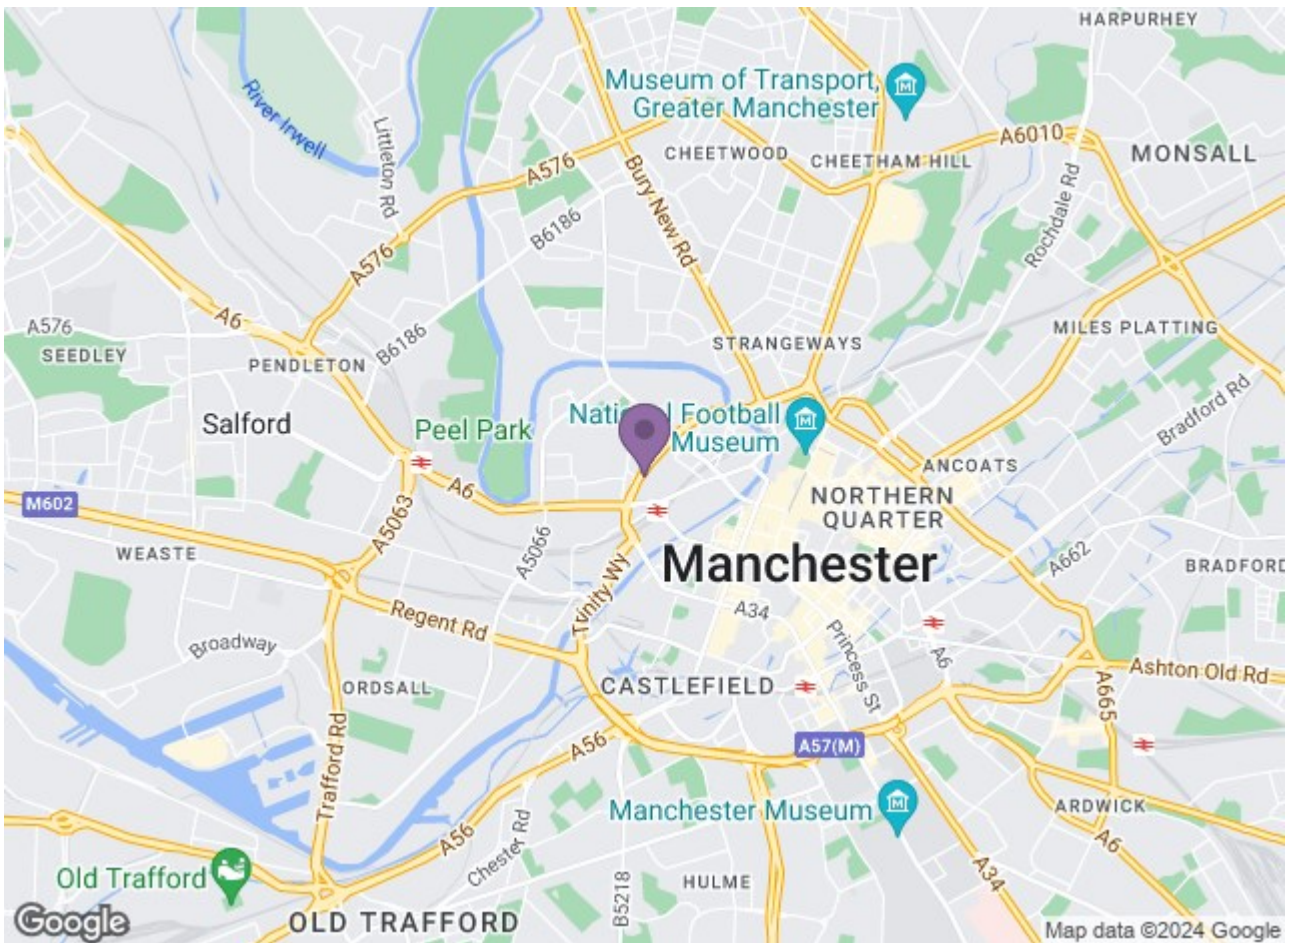 HARPURHEY
Museum of Transport,
Greater Manchester
River Irwell
Littleton Rd
A576
CHEETWOOD
CHEETHAM HILL
A6010
MONSALL
Bury New Rd
Rochdale Rd
B6186
A576
A6
B6186
A576
SEEDLEY
PENDLETON
STRANGEWAYS
MILES PLATTING
Bradford Rd
Salford
Peel Park
National Football
Museum
ANCOATS
M602
A6
A5063
NORTHERN
QUARTER
A5066
WEASTE
Manchester
A662
BRADFORD
Regent Rd
Trinity Wy
A34
Princess St
A6
Broadway
ORDSALL
CASTLEFIELD
Ashton Old Rd
A665
Trafford Rd
A56
A57(M)
Manchester Museum
ARDWICK
A56
Chester Rd
A6
Old Trafford
B5218
HULME
A34
OLD TRAFFORD
Google
Map data ©2024 Google